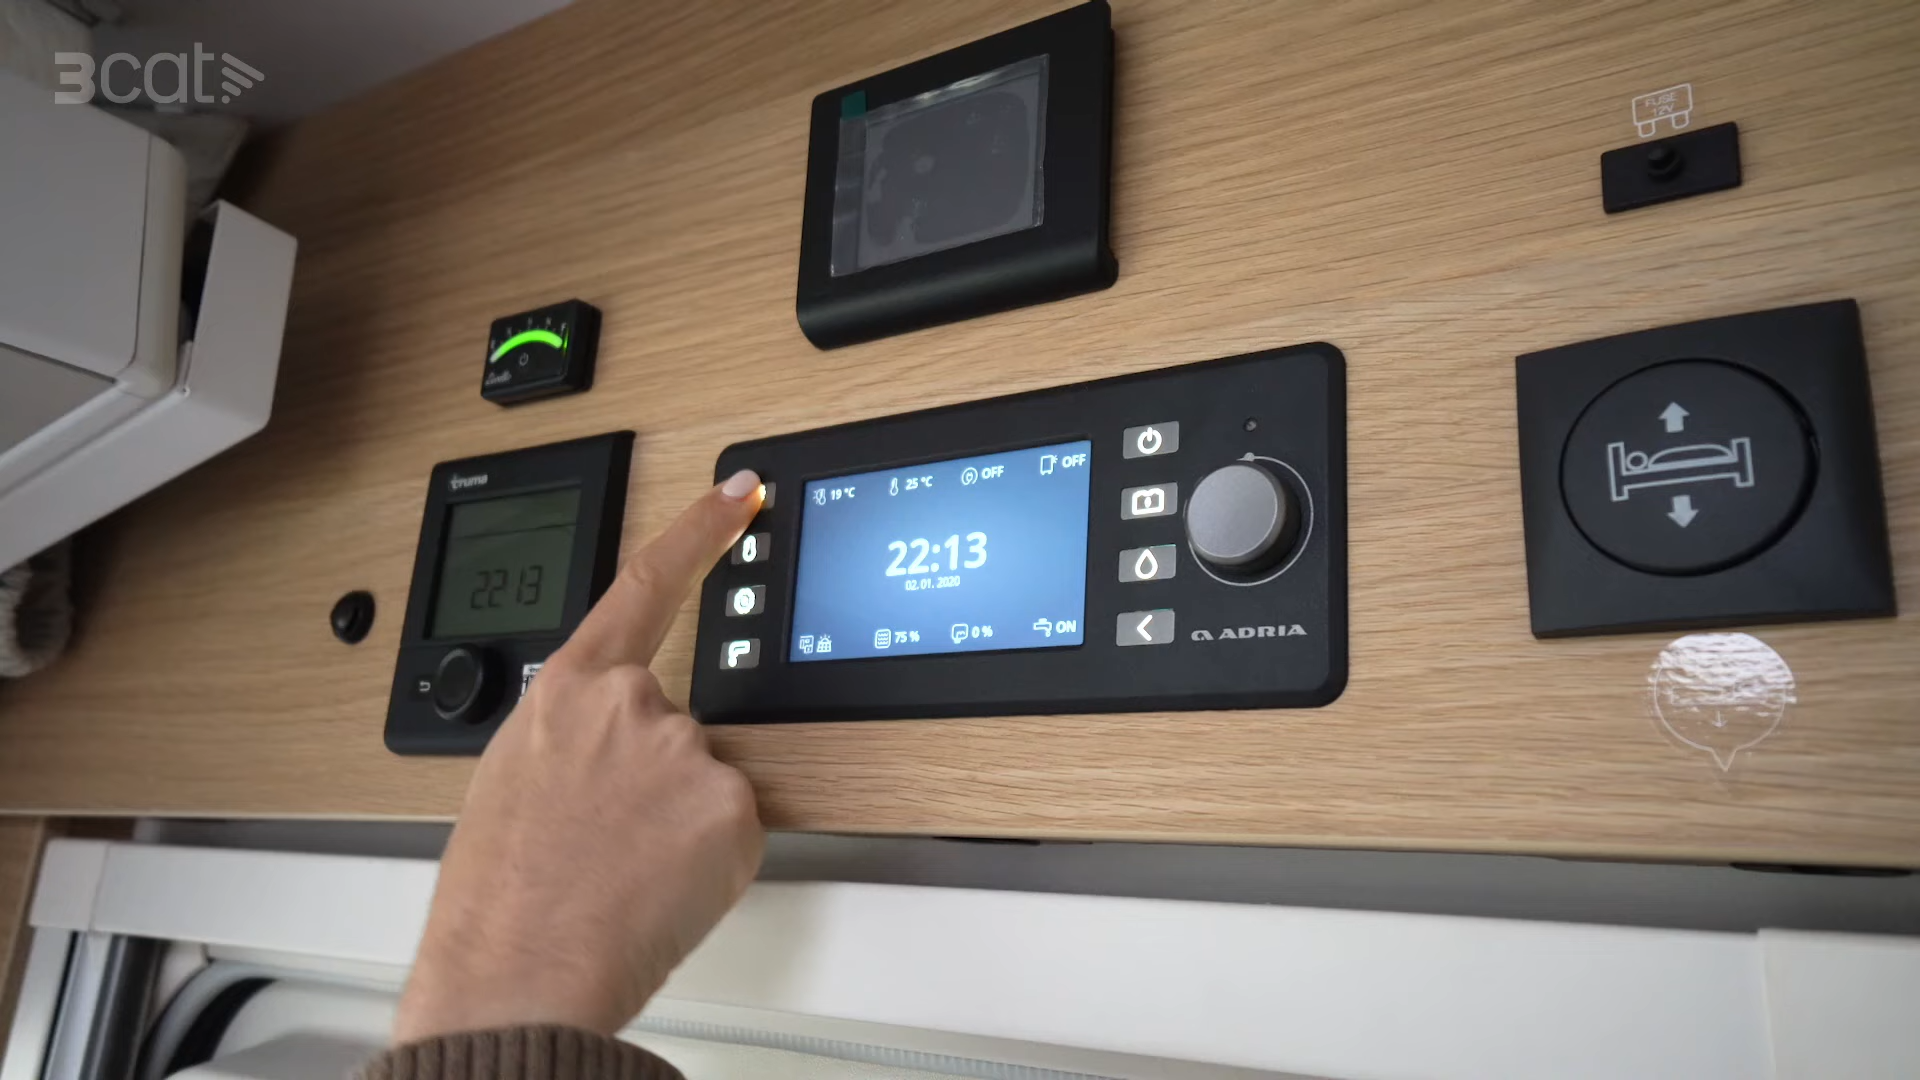 3cat
FUSE
12V
truma
2213
19 °C
25 °C
OFF
OFF
22:13
02.01.2020
75 %
0 %
ON
ADRIA